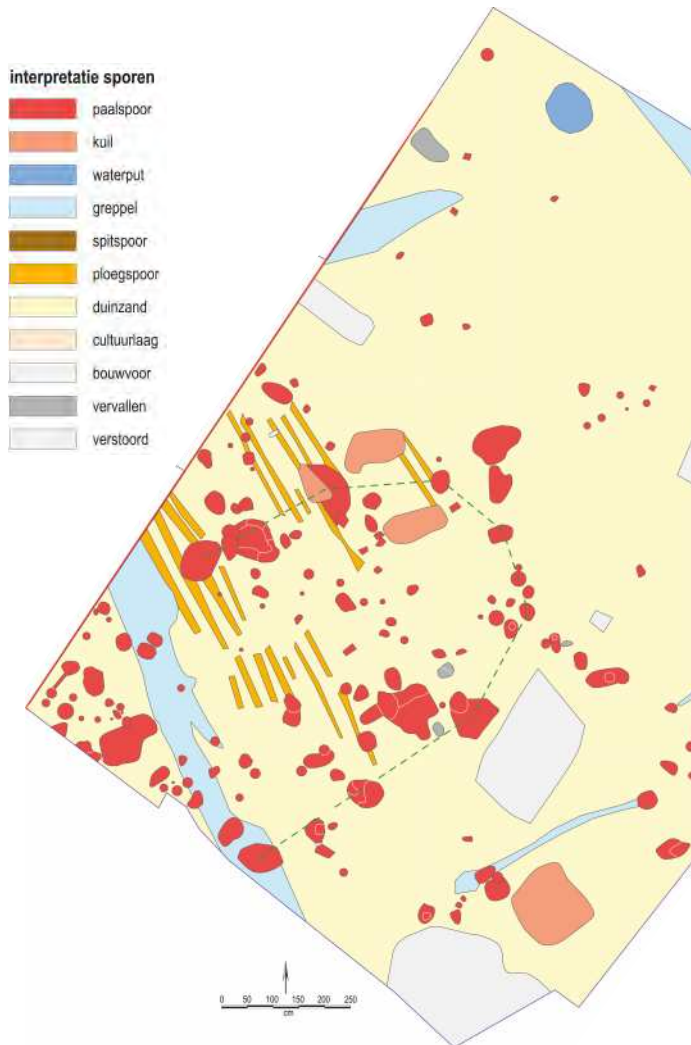 interpretatie sporen
paalspoor
kuil
waterput
greppel
spitspoor
ploegspoor
duinzand
cultuurlaag
bouwvoor
vervallen
verstoord
0 50 100 150 200 250
cm